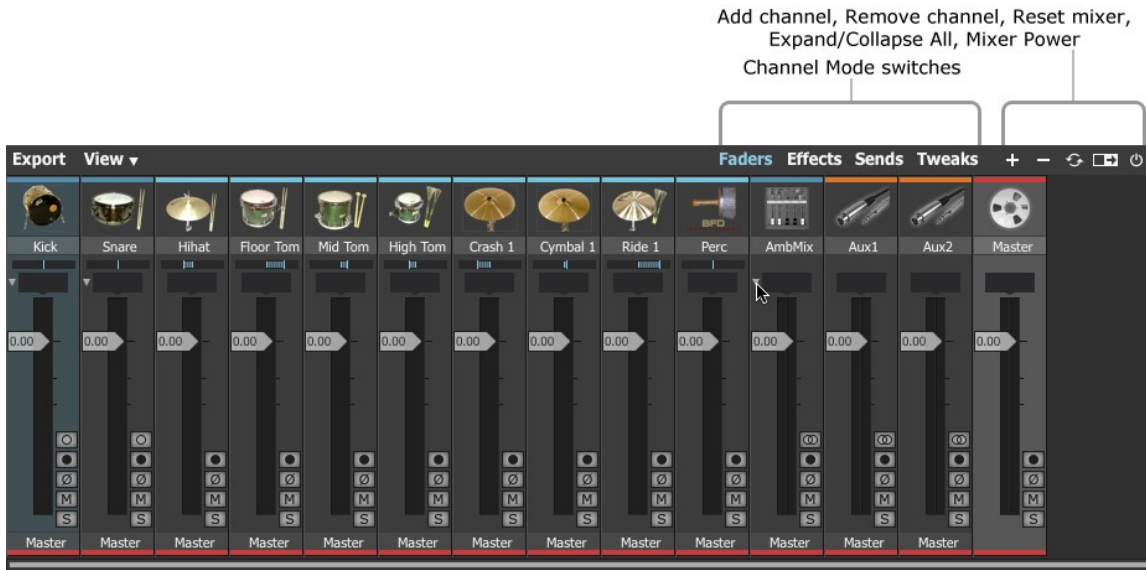 Add channel, Remove channel, Reset mixer,
Expand/Collapse All, Mixer Power
Channel Mode switches
Export View Faders Effects Sends Tweaks
BFD
Kick Snare Hihat Floor Tom Mid Tom High Tom Crash 1 Cymbal 1 Ride 1 Perc AmbMix Aux1 Aux2 Master
0.00 0.00 0.00 0.00 0.00 0.00 0.00 0.00 0.00 0.00 0.00 0.00 0.00 0.00
Ø Ø Ø Ø Ø Ø Ø Ø Ø Ø Ø Ø Ø
M M M M M M M M M M M M M M
S S S S S S S S S S S S S S
Master Master Master Master Master Master Master Master Master Master Master Master Master